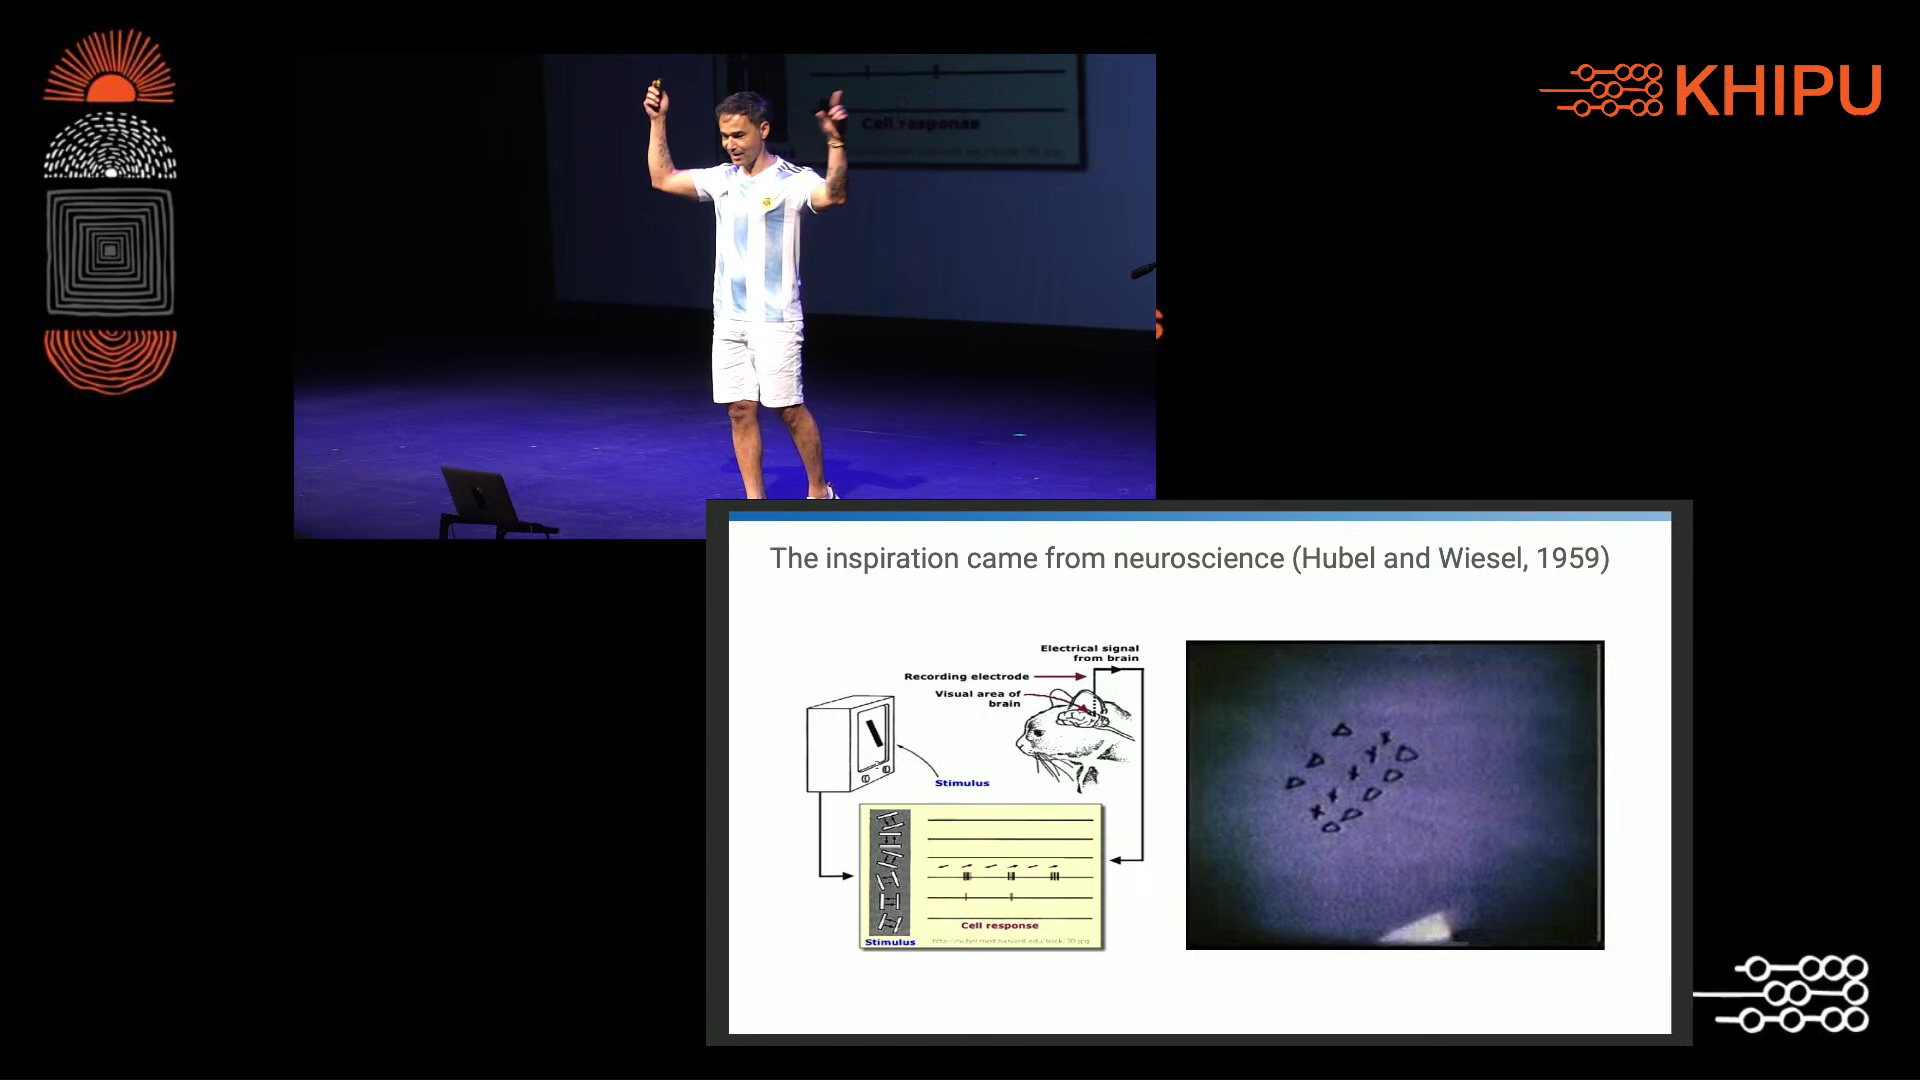 KHIPU
Cell response
The inspiration came from neuroscience (Hubel and Wiesel, 1959)
Electrical signal
from brain
Recording electrode
Visual area of
brain
Stimulus
Cell response
Stimulus